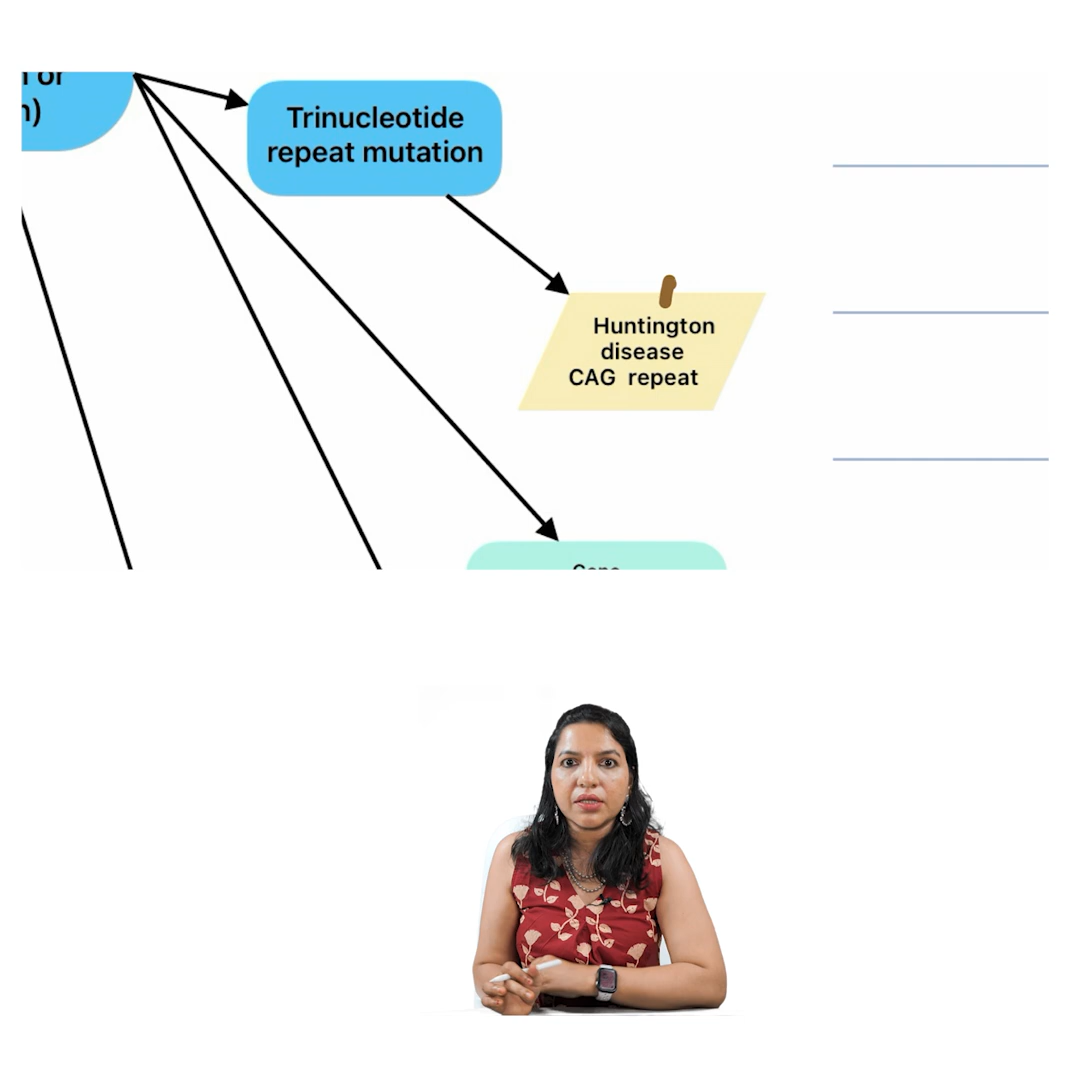 Trinucleotide
repeat mutation
Huntington
disease
CAG repeat